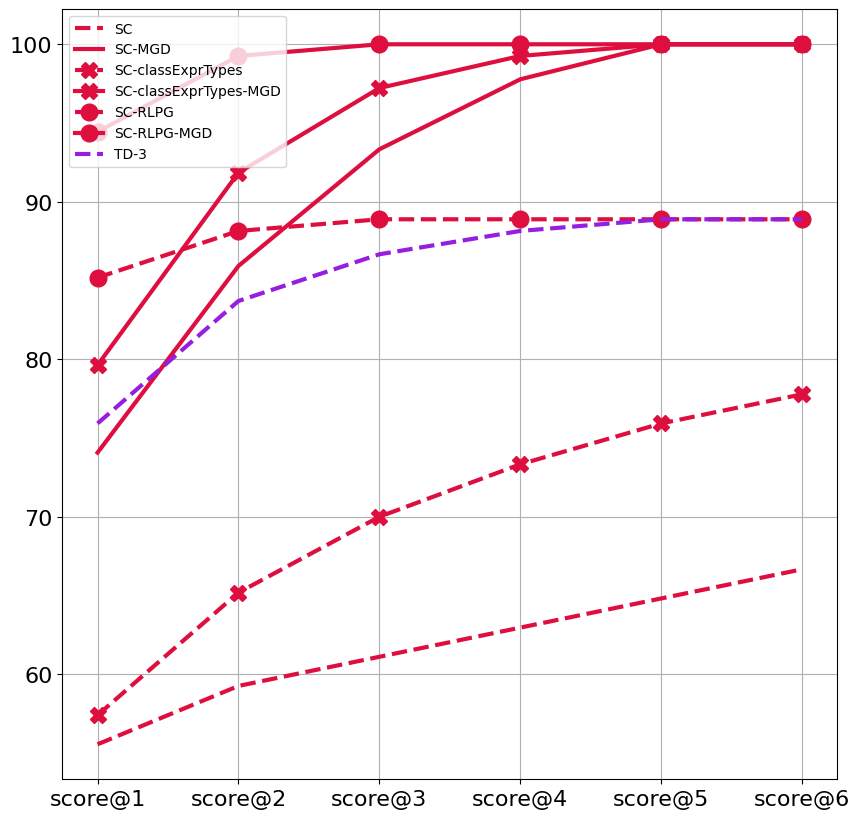 SC
SC-MGD
SC-classExprTypes
SC-classExprTypes-MGD
SC-RLPG
SC-RLPG-MGD
TD-3
100
90
80
70
60
score@1 score@2 score@3 score@4 score@5 score@6